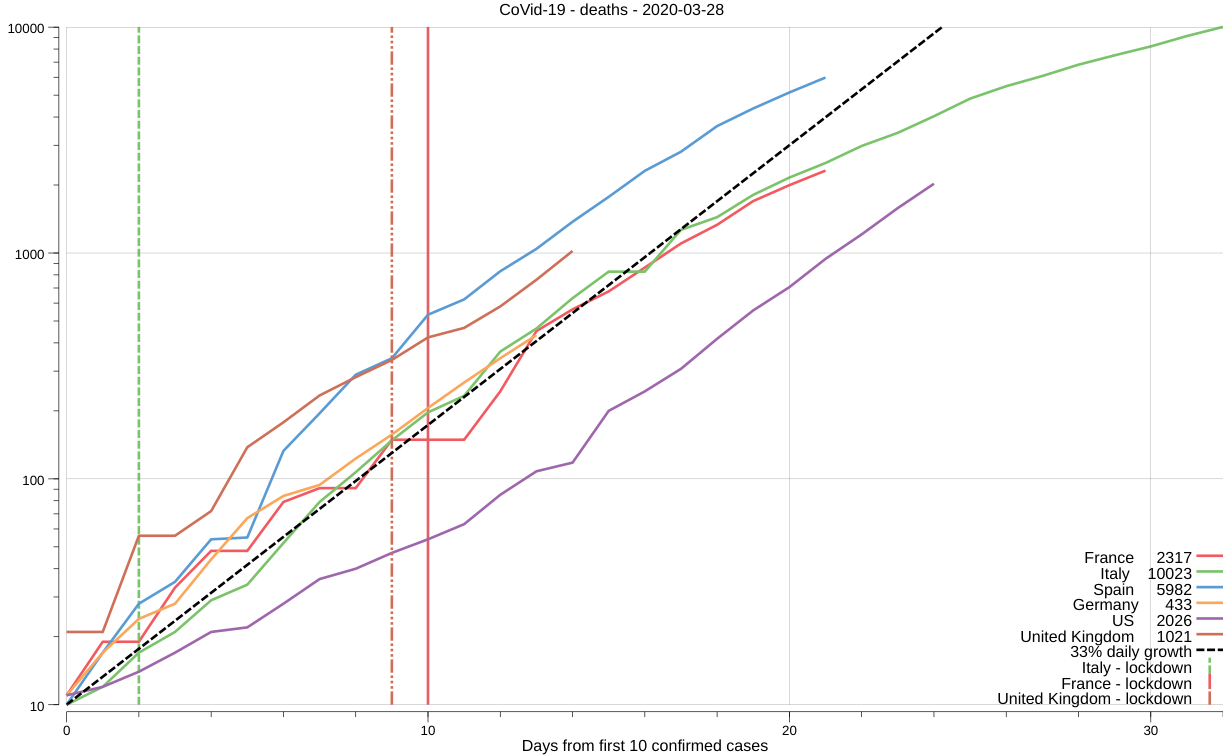 CoVid-19 - deaths - 2020-03-28
10000
1000
100
10
0
10
20
30
Days from first 10 confirmed cases
France 2317
Italy 10023
Spain 5982
Germany 433
US 2026
United Kingdom 1021
33% daily growth
Italy - lockdown
France - lockdown
United Kingdom - lockdown